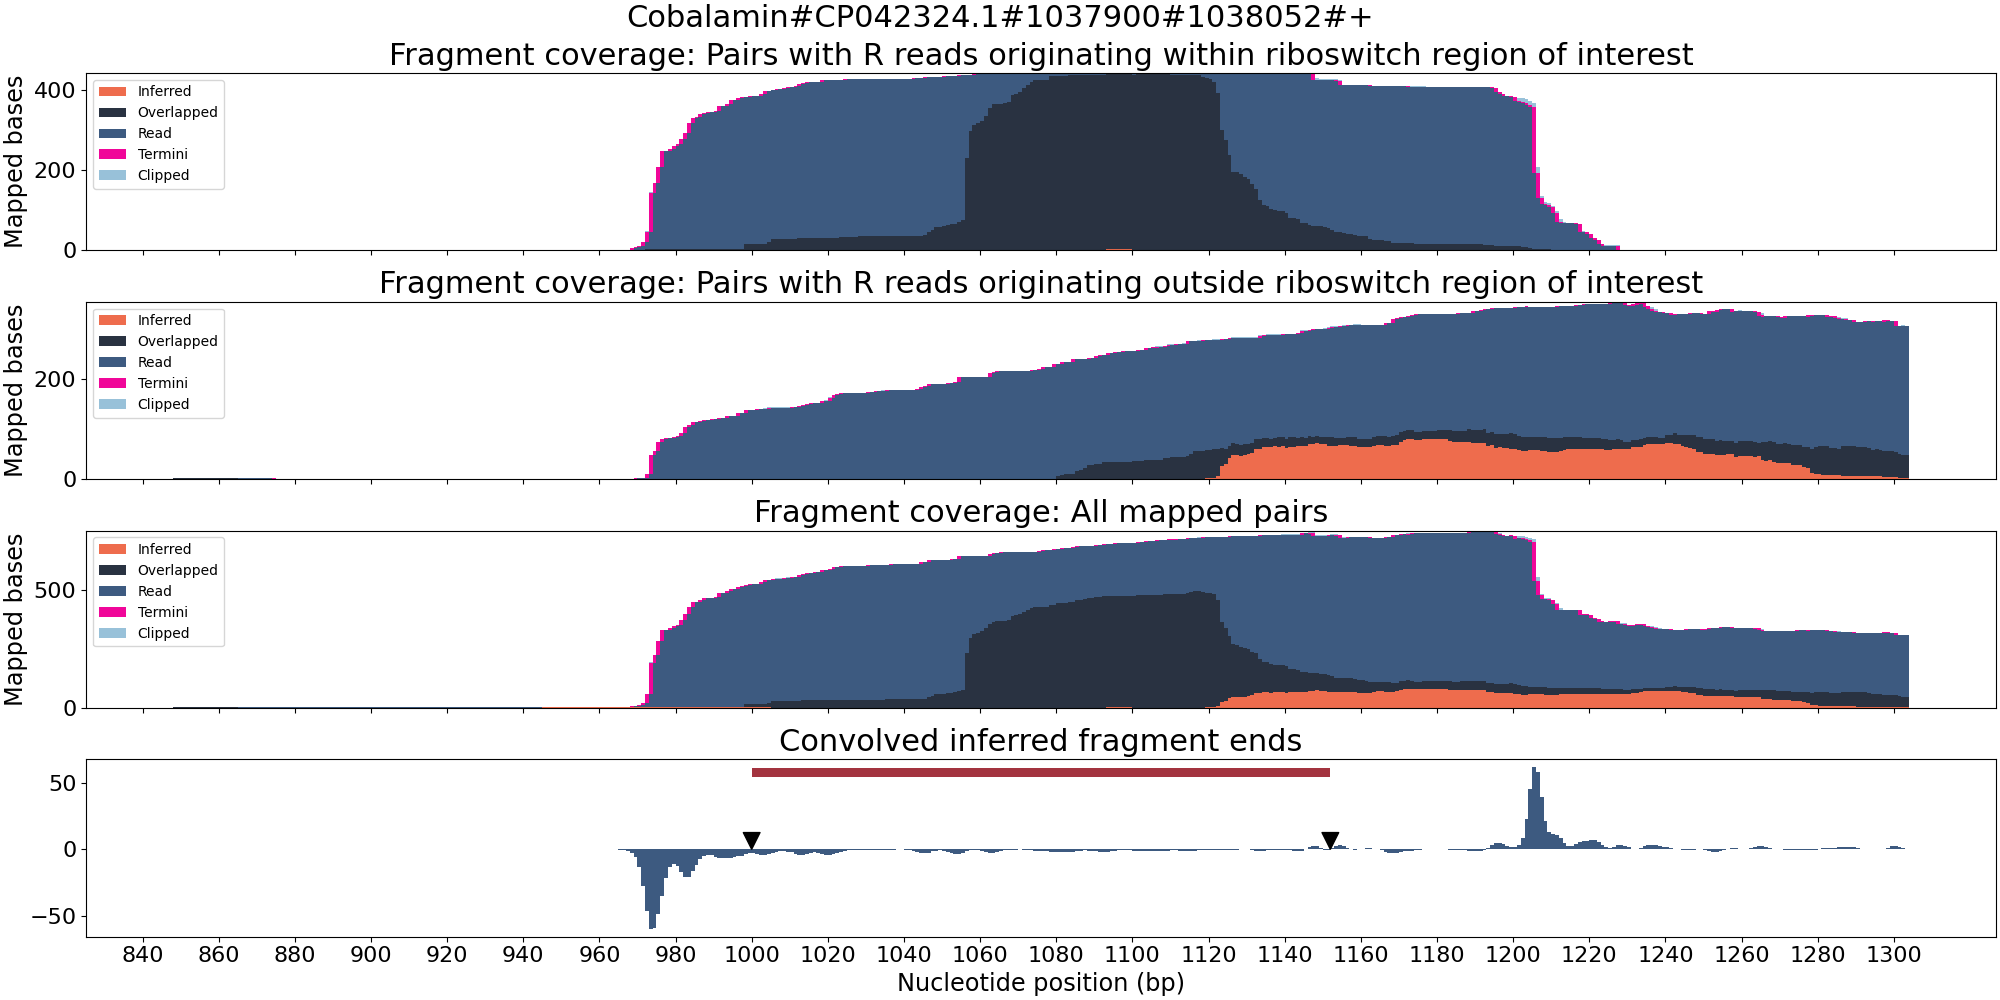 Cobalamin#CP042324.1#1037900#1038052#+
Fragment coverage: Pairs with R reads originating within riboswitch region of interest
Mapped bases
400
200
0
Inferred
Overlapped
Read
Termini
Clipped
Fragment coverage: Pairs with R reads originating outside riboswitch region of interest
Mapped bases
200
0
Inferred
Overlapped
Read
Termini
Clipped
Fragment coverage: All mapped pairs
Mapped bases
500
0
Inferred
Overlapped
Read
Termini
Clipped
Convolved inferred fragment ends
50
0
−50
840 860 880 900 920 940 960 980 1000 1020 1040 1060 1080 1100 1120 1140 1160 1180 1200 1220 1240 1260 1280 1300
Nucleotide position (bp)